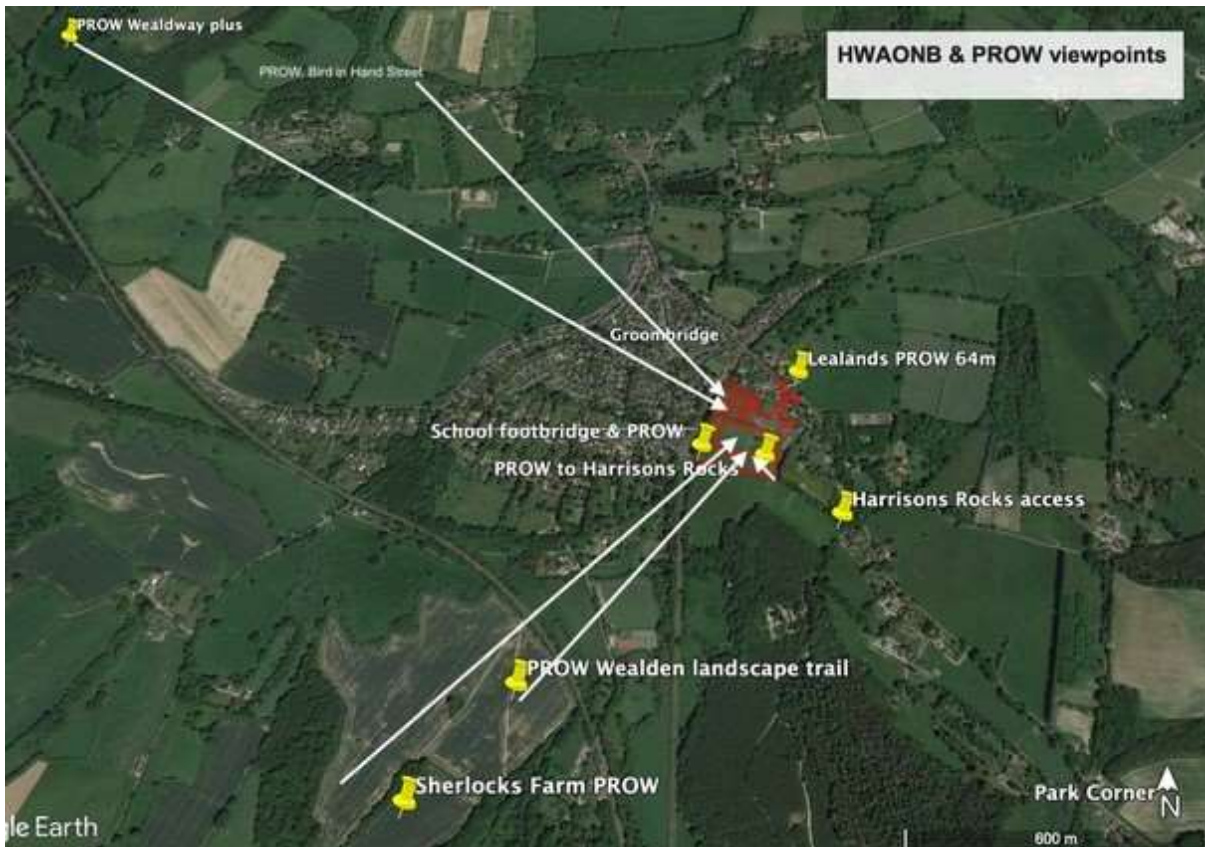 PROW Wealdway plus
HWAONB & PROW viewpoints
PROW, Bird in Hand Street
Groombridge
Lealands PROW 64m
School footbridge & PROW
PROW to Harrisons Rocks
Harrisons Rocks access
PROW Wealden landscape trail
Sherlocks Farm PROW
Park Corner
N
gle Earth
600 m